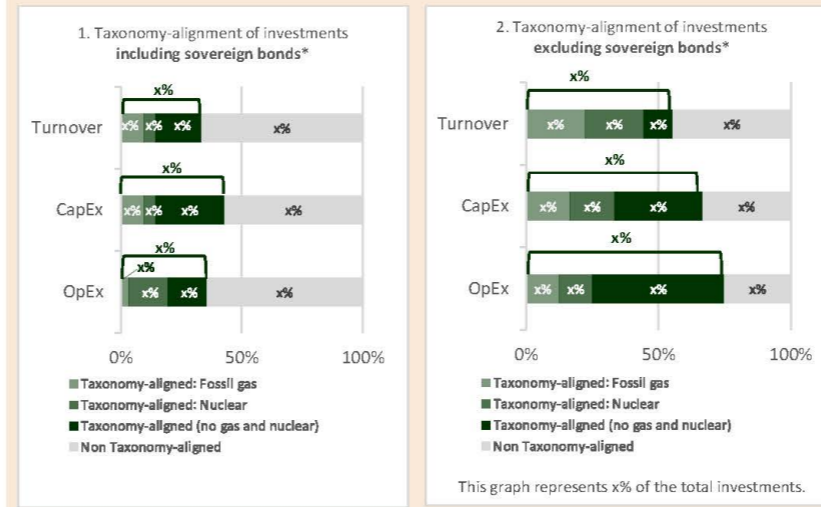 1. Taxonomy-alignment of investments
including sovereign bonds*
x%
Turnover
x% x% x% x%
x%
CapEx
x% x% x% x%
x%
x%
OpEx
x% x% x%
0% 50% 100%
Taxonomy-aligned: Fossil gas
Taxonomy-aligned: Nuclear
Taxonomy-aligned (no gas and nuclear)
Non Taxonomy-aligned
2. Taxonomy-alignment of investments
excluding sovereign bonds*
x%
Turnover
x% x% x% x%
x%
CapEx
x% x% x% x%
x%
OpEx
x% x% x% x%
0% 50% 100%
Taxonomy-aligned: Fossil gas
Taxonomy-aligned: Nuclear
Taxonomy-aligned (no gas and nuclear)
Non Taxonomy-aligned
This graph represents x% of the total investments.